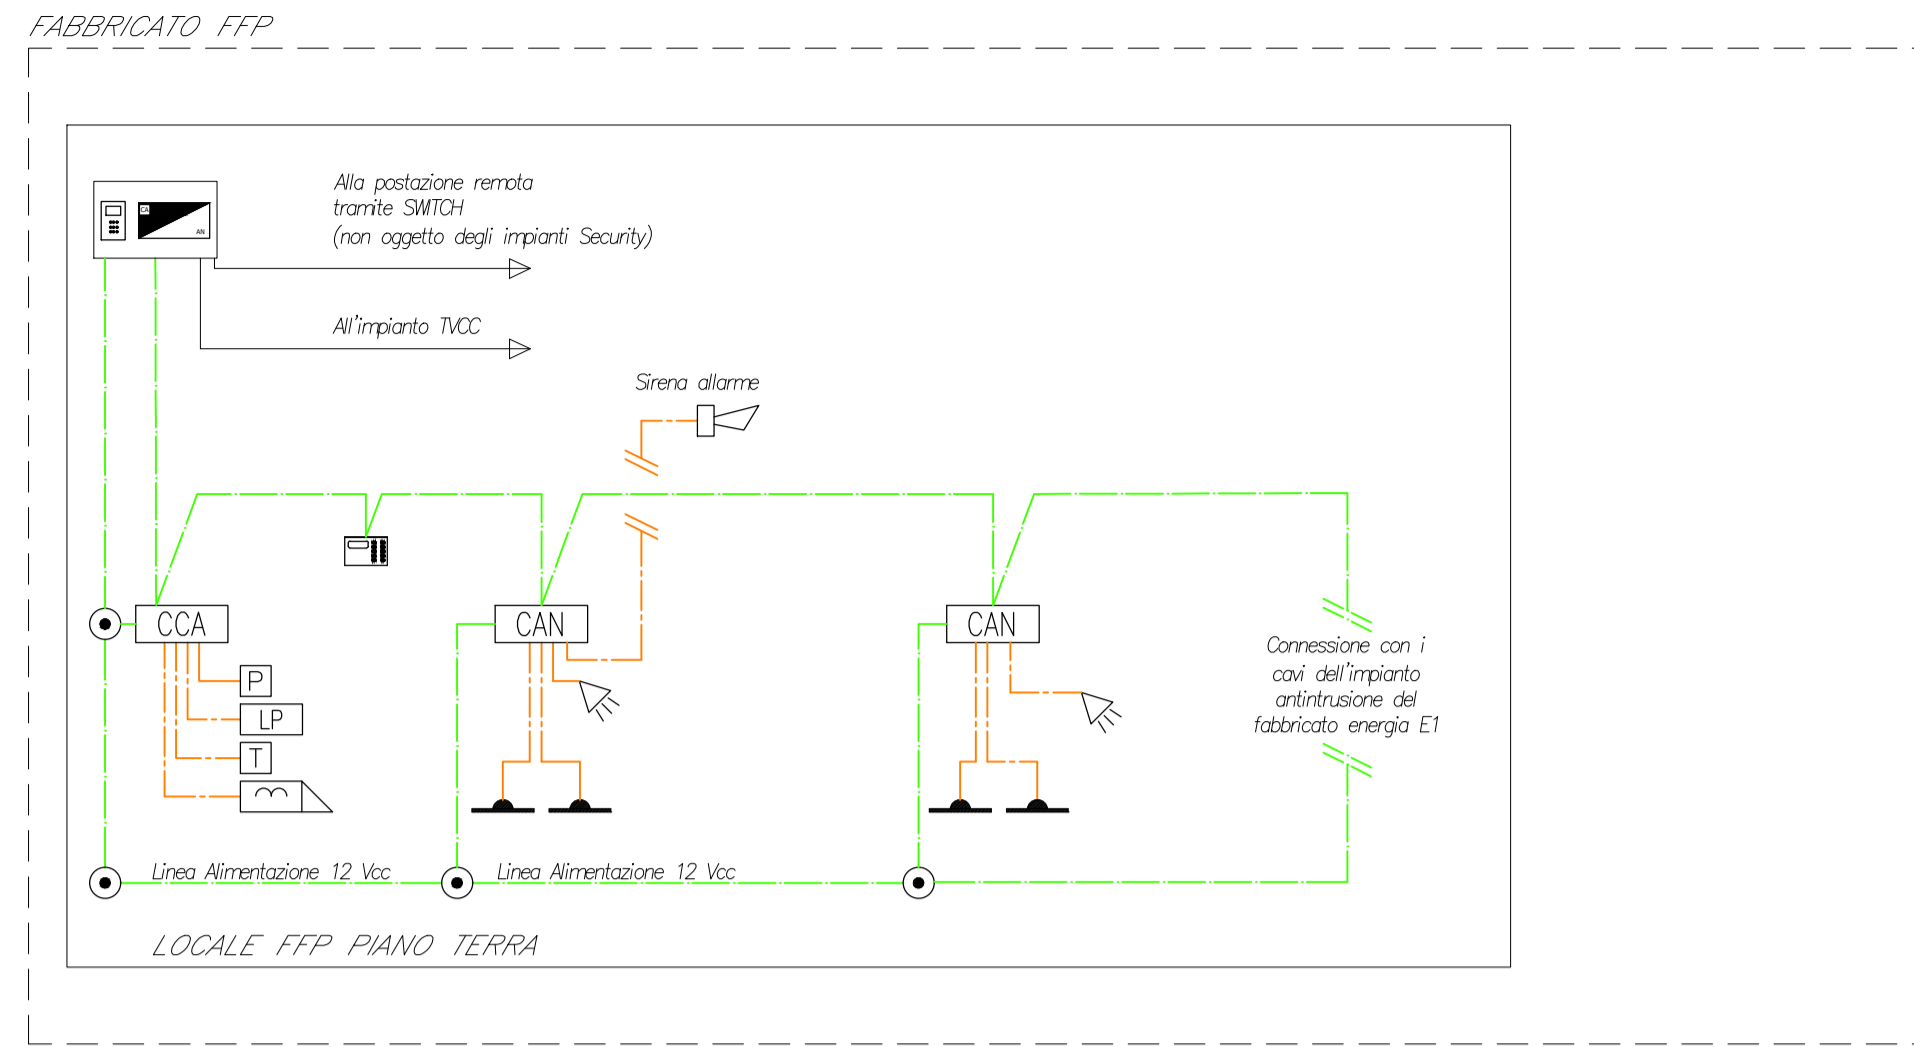 FABBRICATO FFP
Alla postazione remota
tramite SWITCH
(non oggetto degli impianti Security)
CA
AN
All'impianto TVCC
Sirena allarme
CCA
CAN
CAN
P
LP
T
Connessione con i
cavi dell'impianto
antintrusione del
fabbricato energia E1
Linea Alimentazione 12 Vcc
Linea Alimentazione 12 Vcc
LOCALE FFP PIANO TERRA